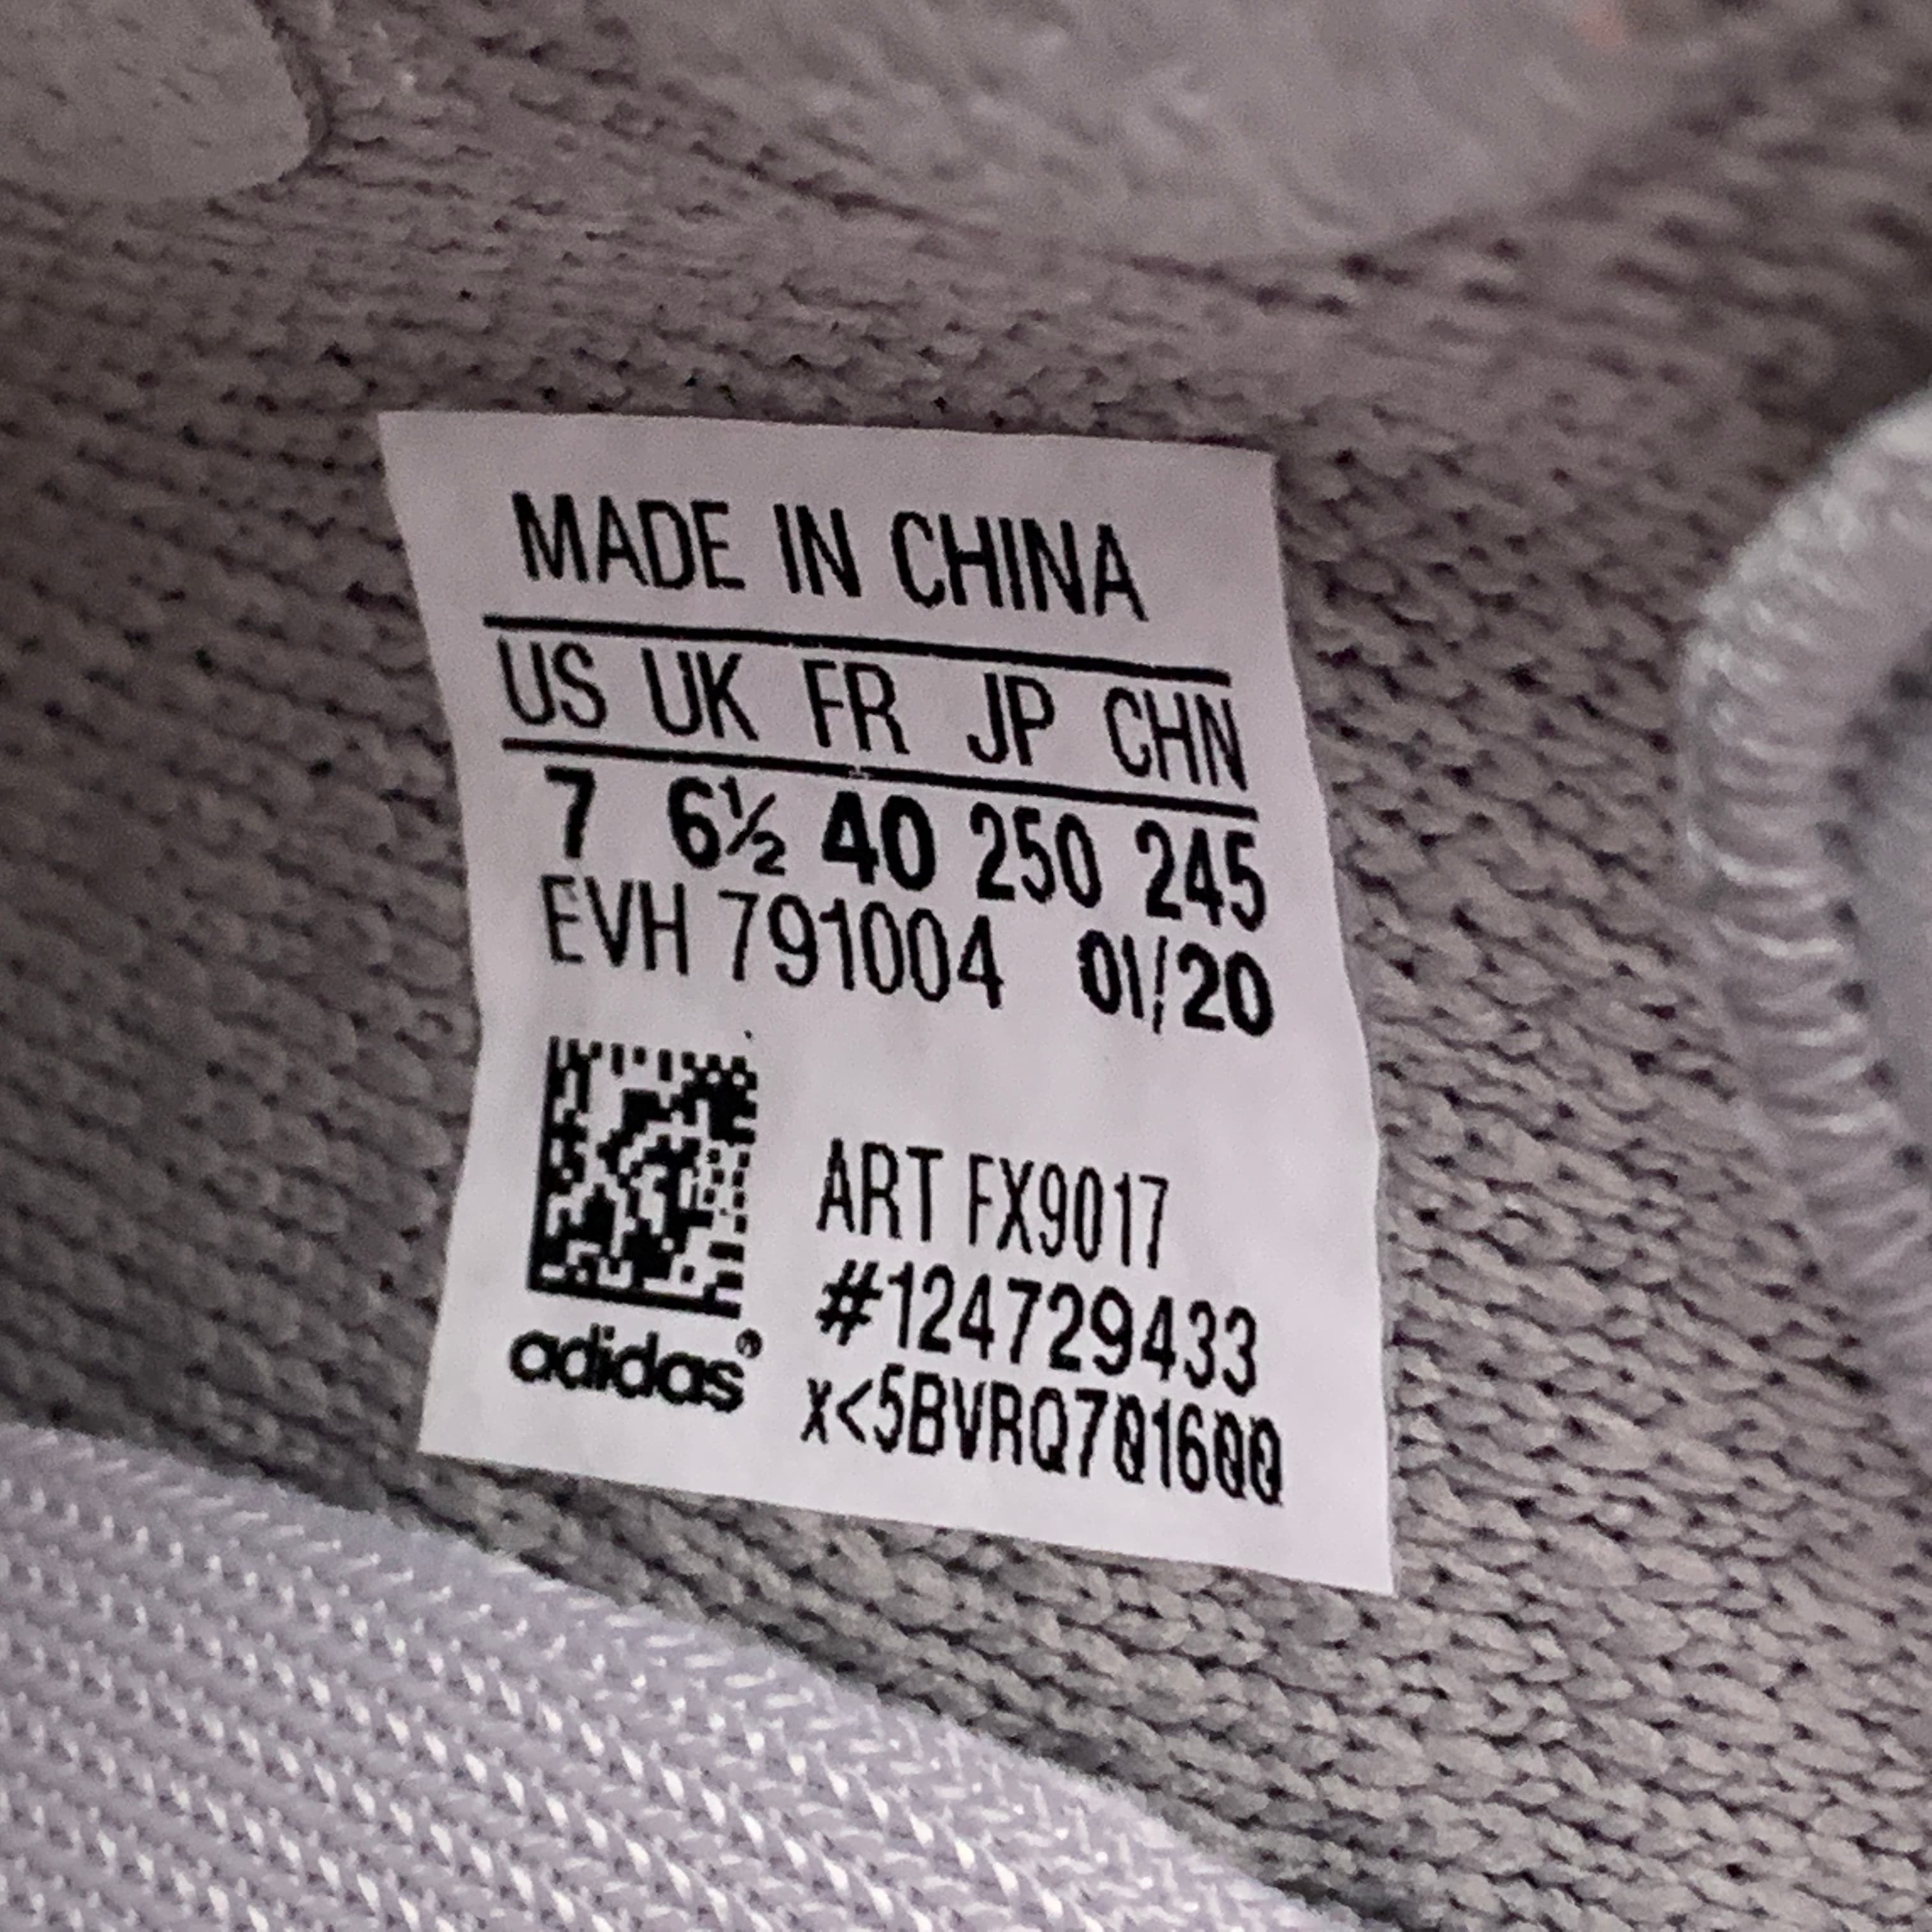 MADE IN CHINA
US UK FR JP CHN
7 6½ 40 250 245
EVH 791004 01/20
ART FX9017
#124729433
x<5BVRQ701600
adidas®